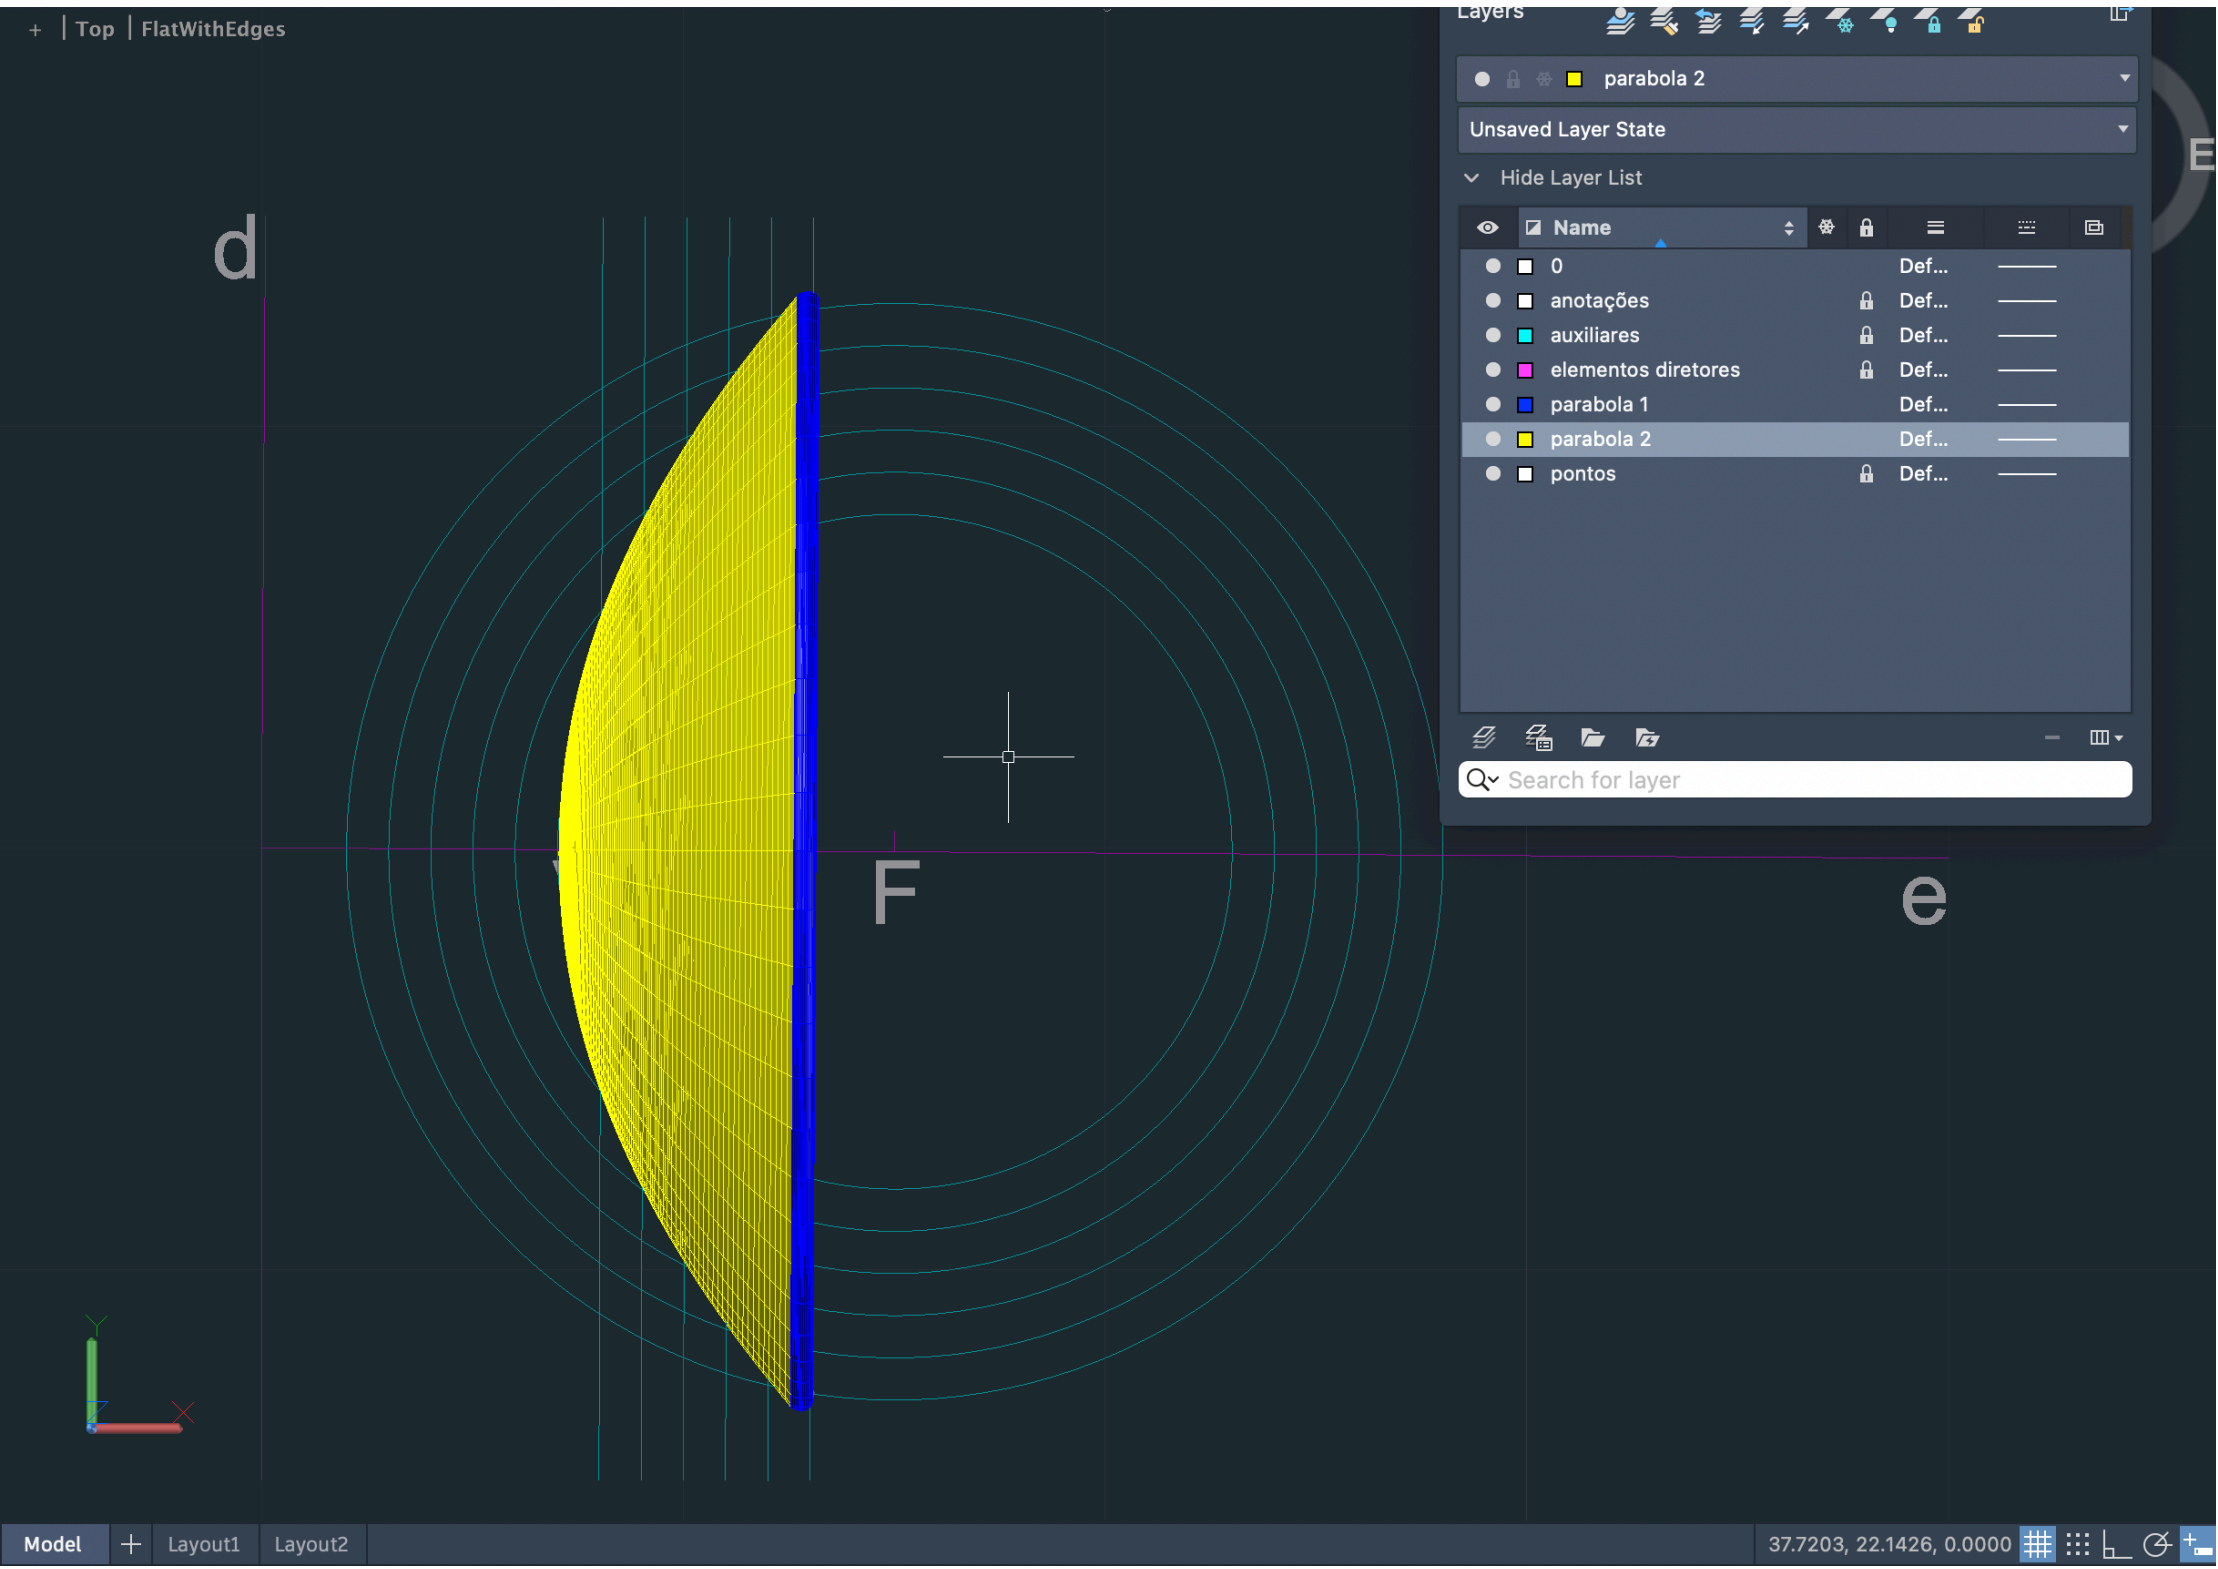 + | Top | FlatWithEdges
Layers
parabola 2
Unsaved Layer State
E
Hide Layer List
Name
0 Def...
anotações Def...
auxiliares Def...
elementos diretores Def...
parabola 1 Def...
parabola 2 Def...
pontos Def...
Search for layer
d
F
e
Y
X
Model + Layout1 Layout2
37.7203, 22.1426, 0.0000